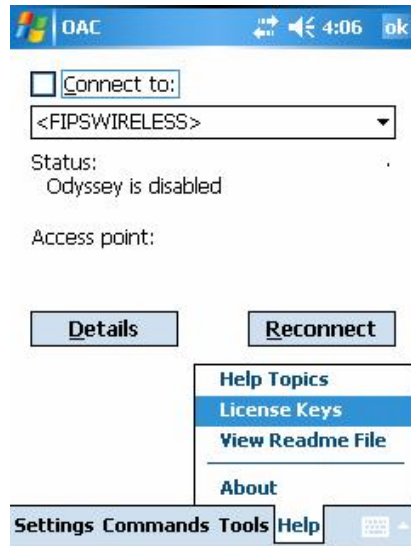 OAC 4:06 ok
Connect to:
<FIPSWIRELESS>
Status:
Odyssey is disabled
Access point:
Details Reconnect
Help Topics
License Keys
View Readme File
About
Settings Commands Tools Help